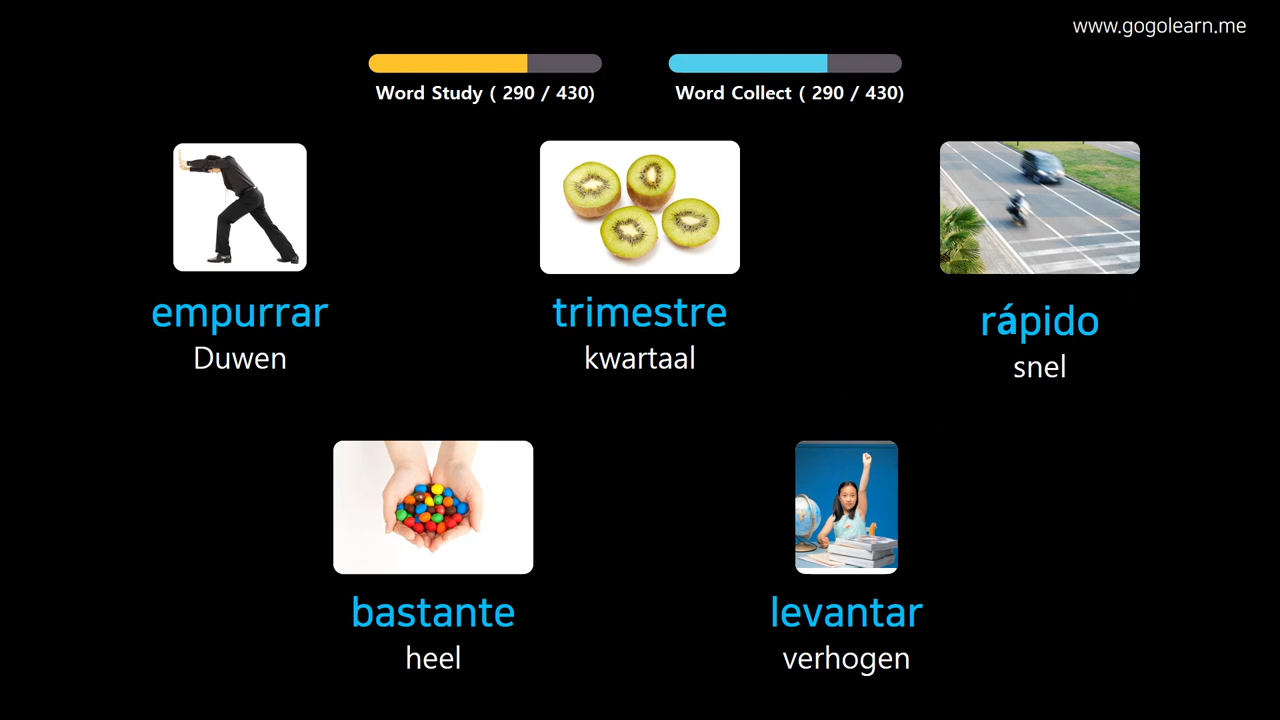 www.gogolearn.me
Word Study ( 290 / 430)
Word Collect ( 290 / 430)
empurrar
Duwen
trimestre
kwartaal
rápido
snel
bastante
heel
levantar
verhogen